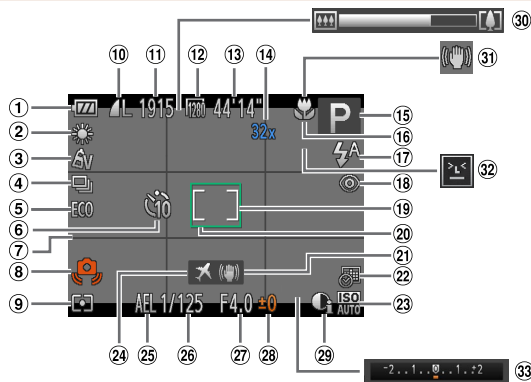 30
10 11 12 13 14
31
1 L 1915 1280 44'14" P 15
2 32x 16
3 V A 17
32
4 18
5 ECO 10 19
6 20
7
21
8 22
9 AEL 1/125 F4.0 ±0 i ISO AUTO 23
24 25 26 27 28 29
-2..1..0..1..+2 33